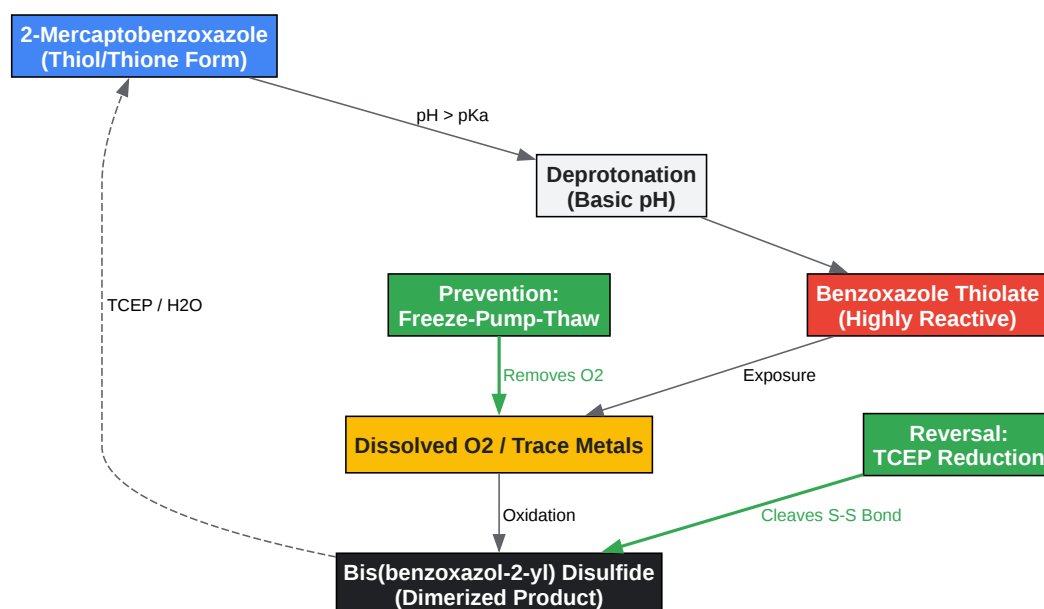 2-Mercaptobenzoxazole
(Thiol/Thione Form)
pH > pKa
Deprotonation
(Basic pH)
Prevention:
Freeze-Pump-Thaw
Benzoxazole Thiolate
(Highly Reactive)
TCEP / H2O
Removes O2
Exposure
Dissolved O2 / Trace Metals
Reversal:
TCEP Reduction
Oxidation
Cleaves S-S Bond
Bis(benzoxazol-2-yl) Disulfide
(Dimerized Product)